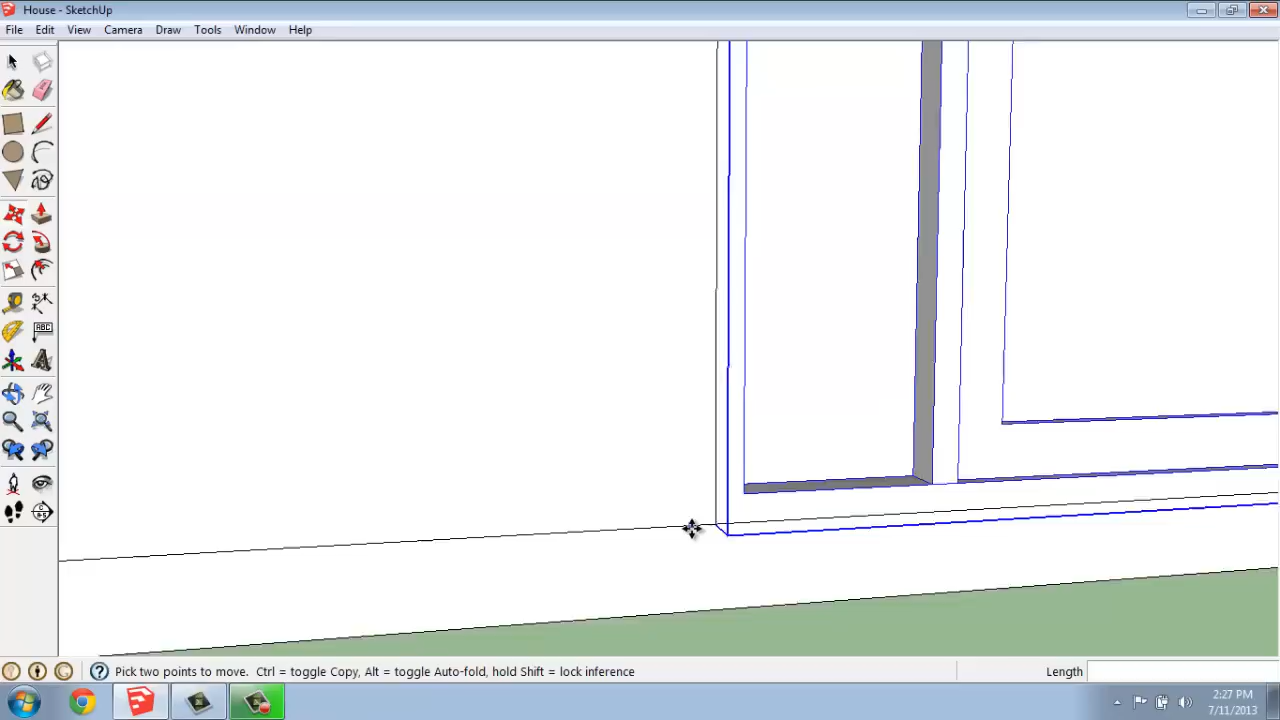 House - SketchUp
File Edit View Camera Draw Tools Window Help
ABC
A
Pick two points to move. Ctrl = toggle Copy, Alt = toggle Auto-fold, hold Shift = lock inference
Length
2:27 PM
7/11/2013